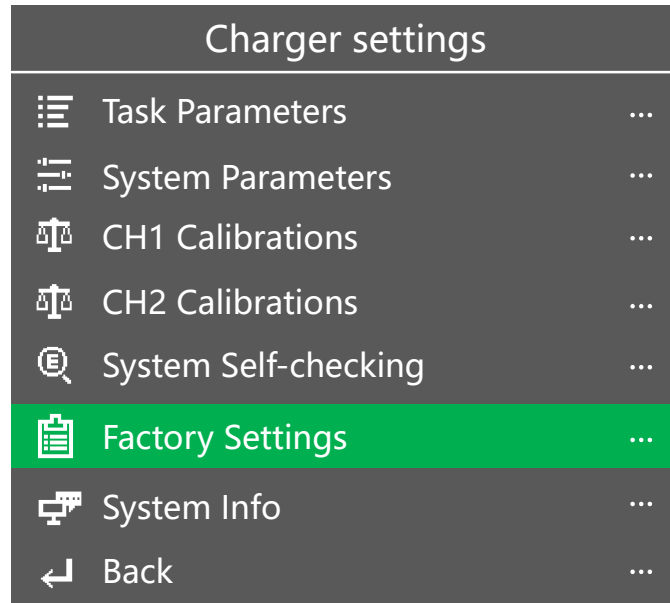 Charger settings
Task Parameters ...
System Parameters ...
CH1 Calibrations ...
CH2 Calibrations ...
System Self-checking ...
Factory Settings ...
System Info ...
Back ...